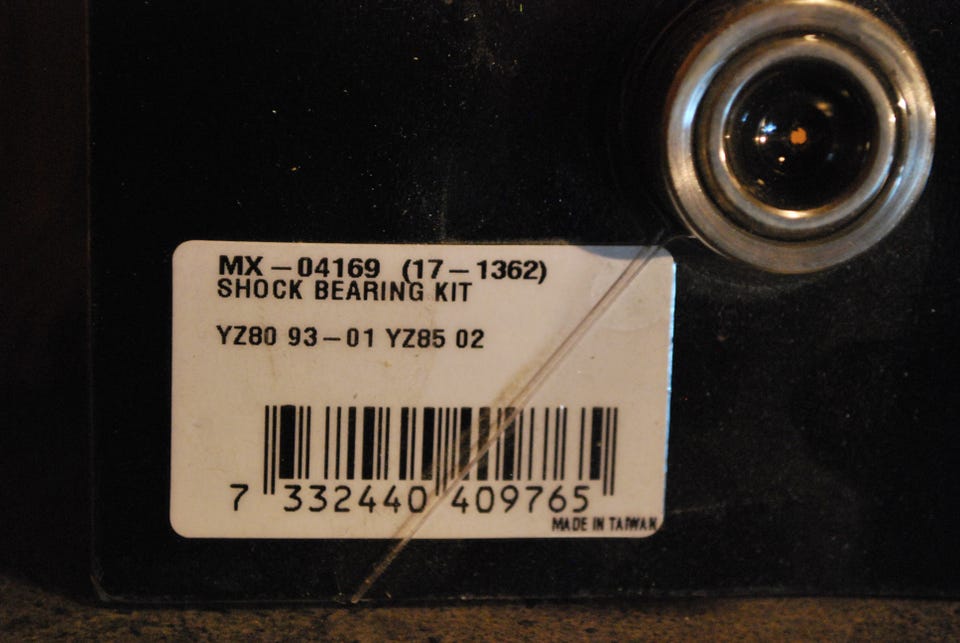 MX-04169 (17-1362)
SHOCK BEARING KIT
YZ80 93-01 YZ85 02
7 332440 409765
MADE IN TAIWAN